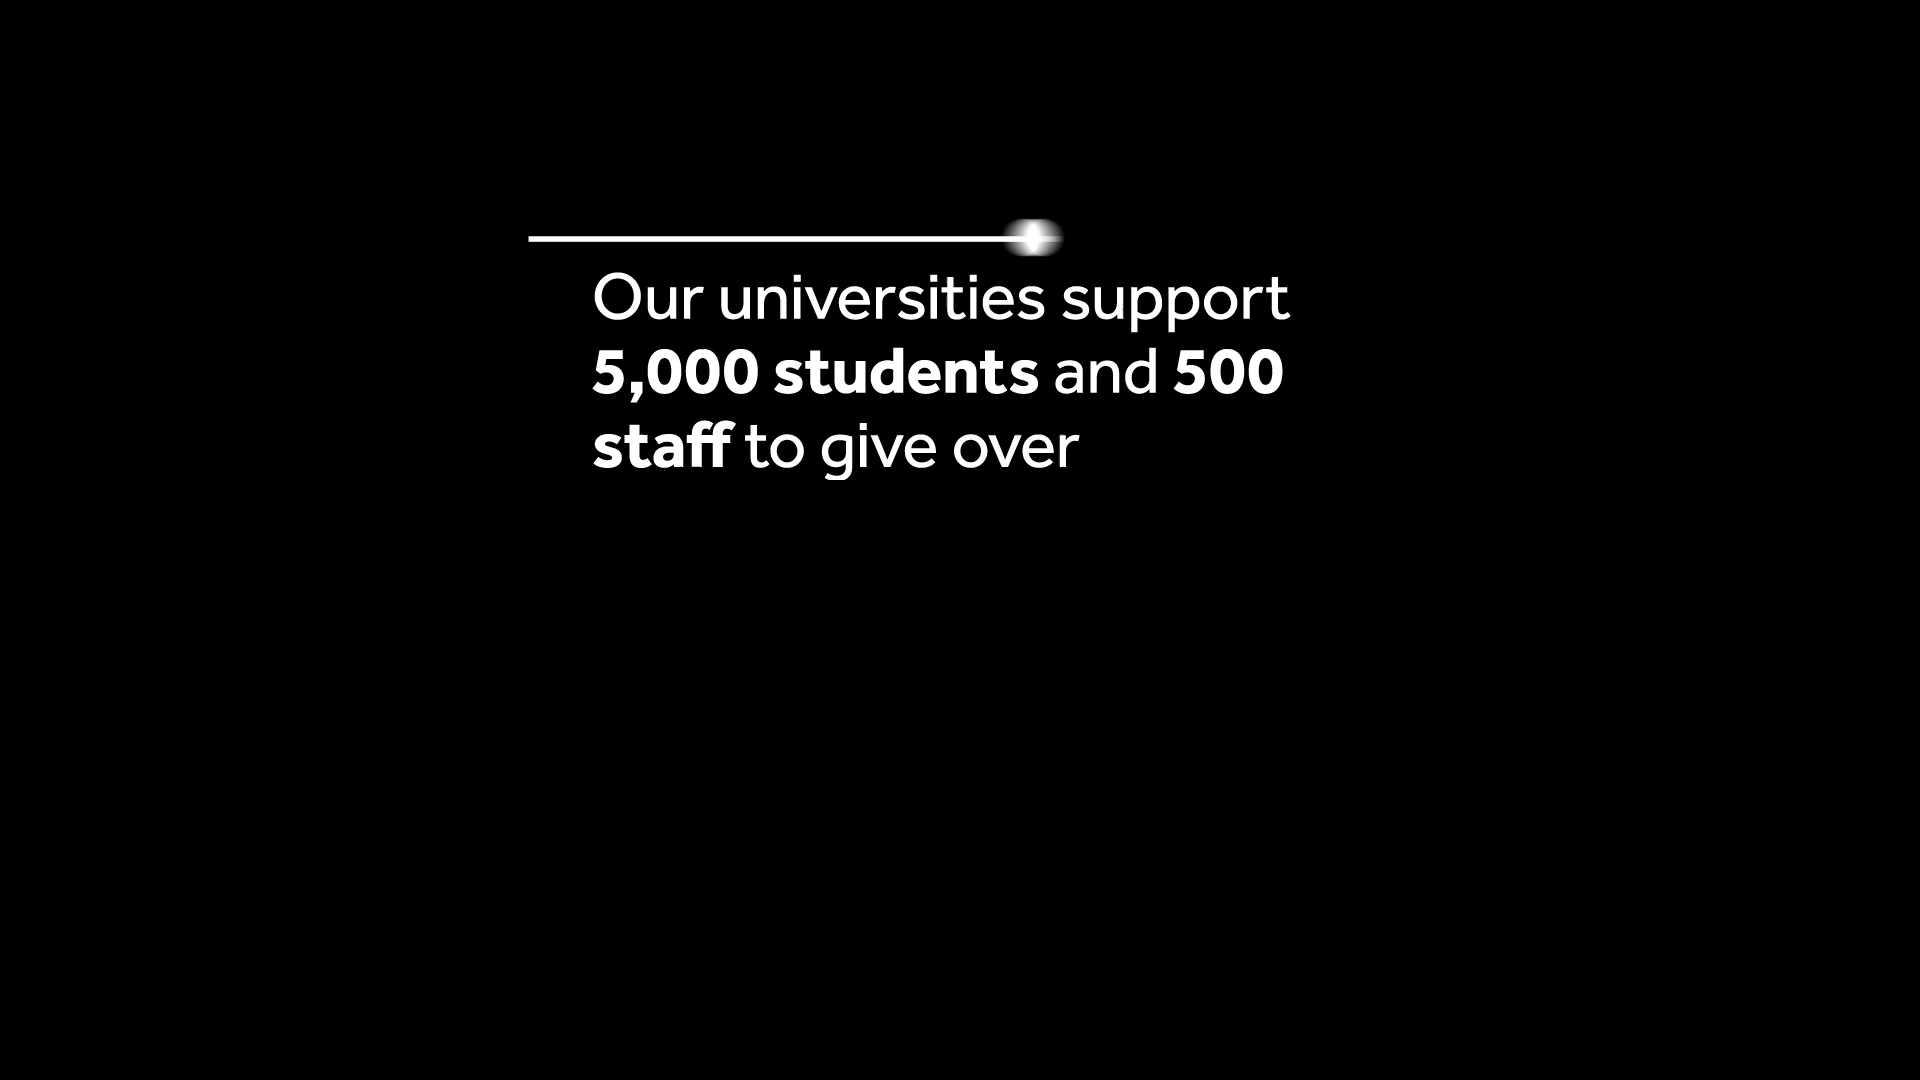 Our universities support
5,000 students and 500
staff to give over